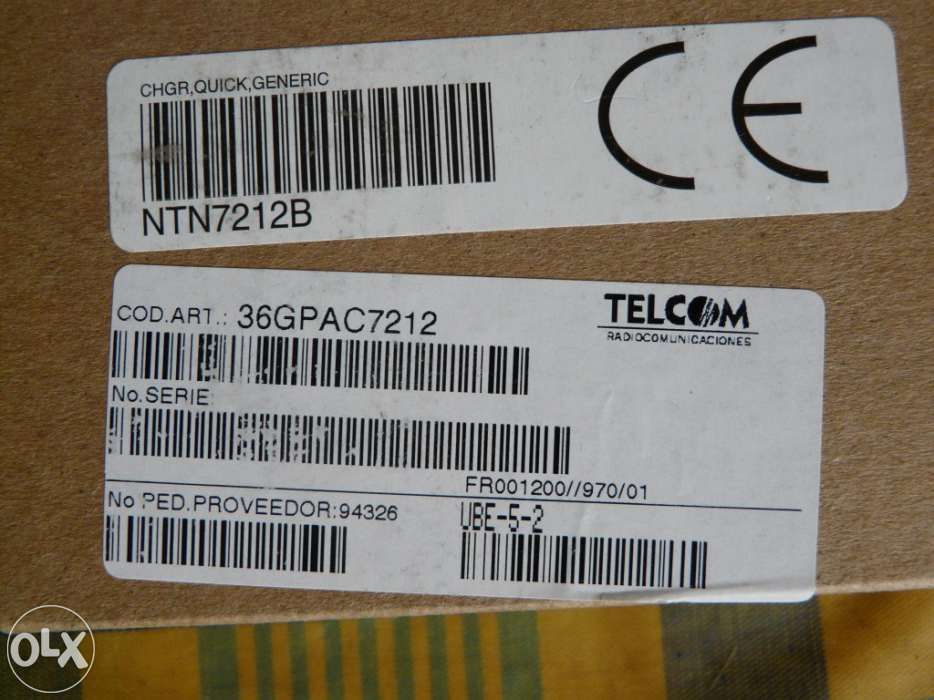 CHGR,QUICK,GENERIC
NTN7212B
CE
COD.ART.: 36GPAC7212
TELCOM
RADIOCOMUNICACIONES
No.SERIE:
FR001200//970/01
No PED.PROVEEDOR:94326
UBE-5-2
OLX